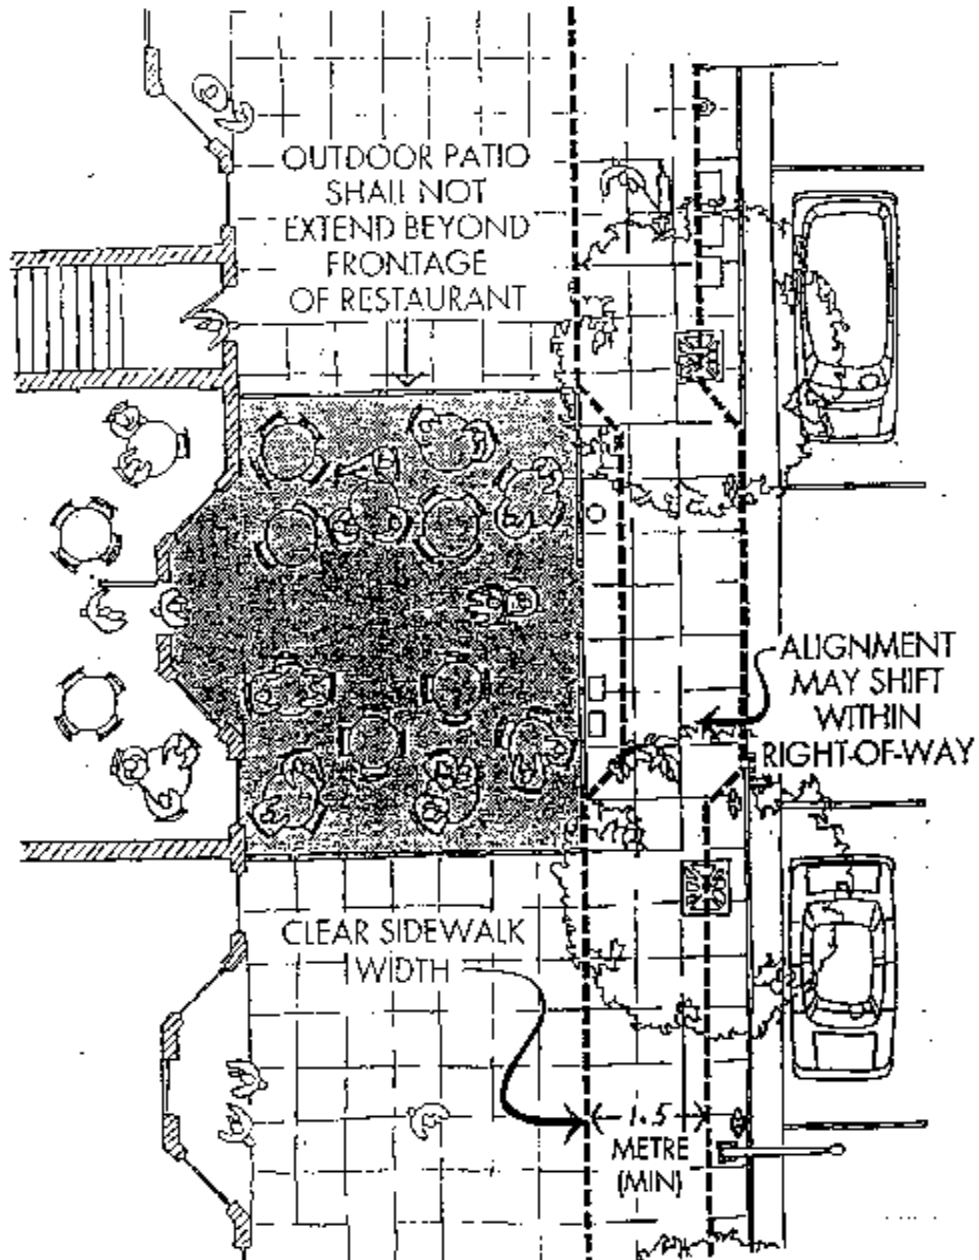 OUTDOOR PATIO
SHALL NOT
EXTEND BEYOND
FRONTAGE
OF RESTAURANT
ALIGNMENT
MAY SHIFT
WITHIN
RIGHT-OF-WAY
CLEAR SIDEWALK
WIDTH
1.5
METRE
(MIN)